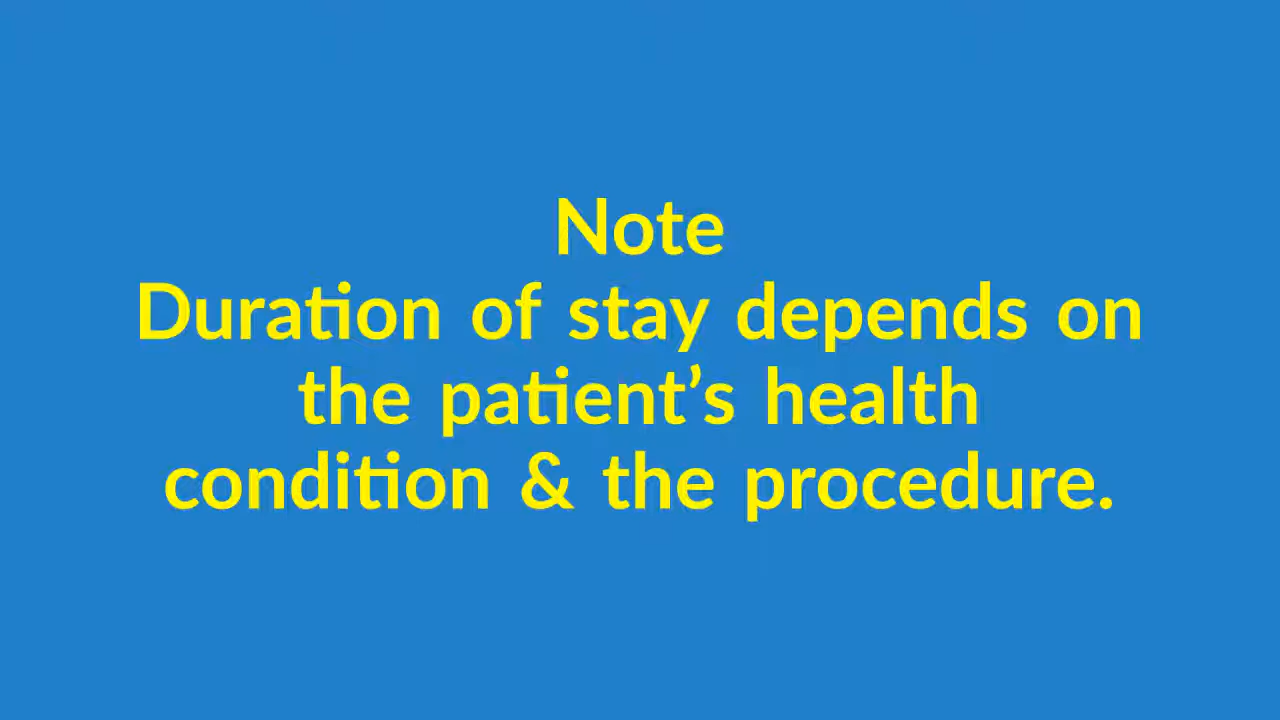 Note
Duration of stay depends on
the patient’s health
condition & the procedure.